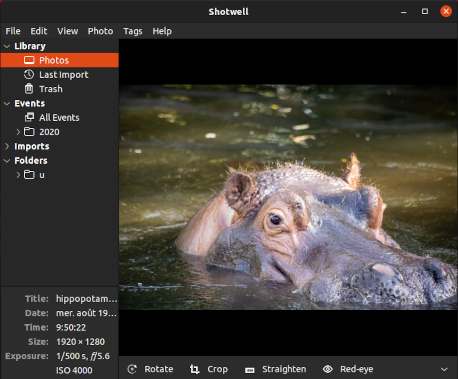 Shotwell
File Edit View Photo Tags Help
Library
Photos
Last Import
Trash
Events
All Events
2020
Imports
Folders
u
Title: hippopotam...
Date: mer. août 19...
Time: 9:50:22
Size: 1920 × 1280
Exposure: 1/500 s, f/5.6
ISO 4000
Rotate Crop Straighten Red-eye